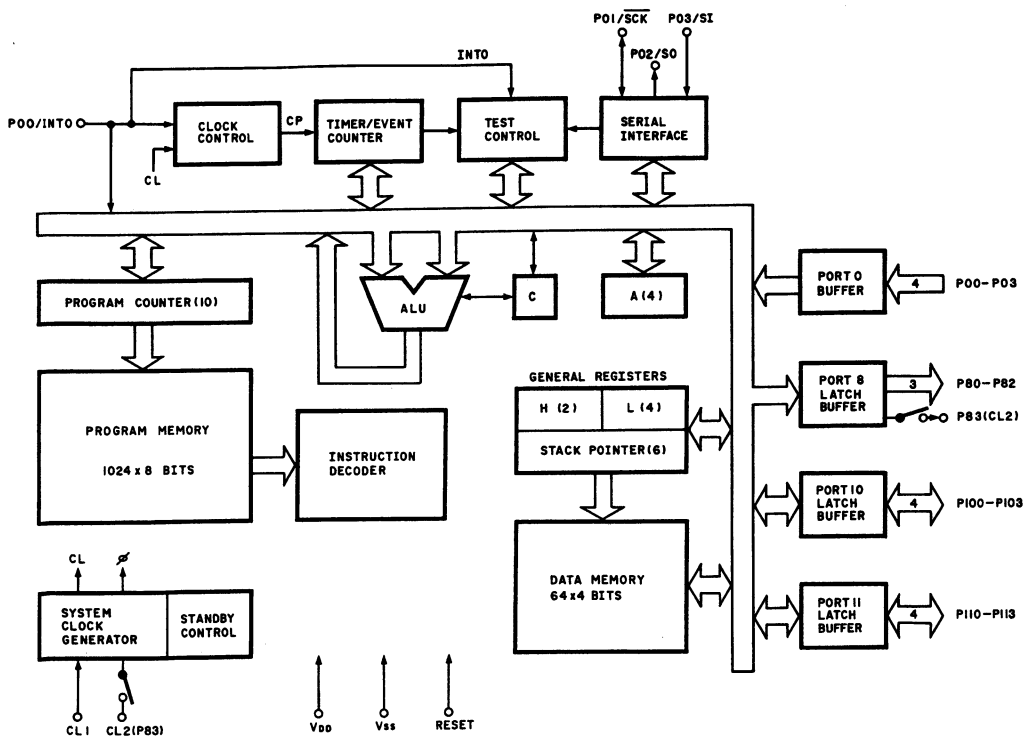 P01/SCK
P03/SI
P02/SO
INTO
P00/INTO
CLOCK
CONTROL
CP
CL
TIMER/EVENT
COUNTER
TEST
CONTROL
SERIAL
INTERFACE
PROGRAM COUNTER(10)
ALU
C
A(4)
PORT 0
BUFFER
4
P00-P03
PROGRAM MEMORY
1024 x 8 BITS
INSTRUCTION
DECODER
GENERAL REGISTERS
H (2)
L (4)
STACK POINTER(6)
PORT 8
LATCH
BUFFER
3
P80-P82
P83(CL2)
PORT 10
LATCH
BUFFER
4
P100-P103
DATA MEMORY
64x4 BITS
PORT 11
LATCH
BUFFER
4
P110-P113
CL
ø
SYSTEM
CLOCK
GENERATOR
STANDBY
CONTROL
CL1
CL2(P83)
VDD
VSS
RESET